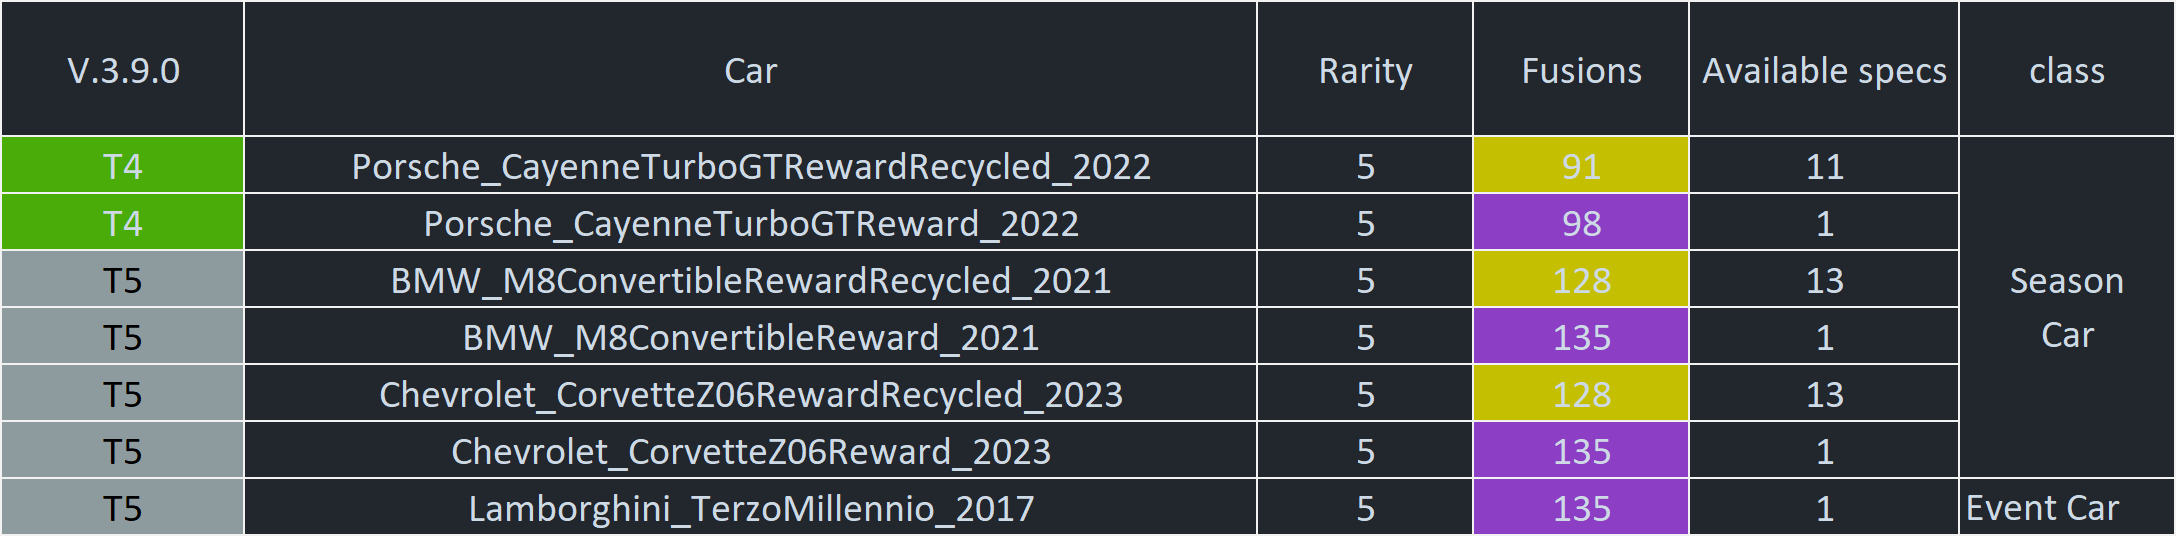 V.3.9.0 Car Rarity Fusions Available specs class
T4 Porsche_CayenneTurboGTRewardRecycled_2022 5 91 11
T4 Porsche_CayenneTurboGTReward_2022 5 98 1
T5 BMW_M8ConvertibleRewardRecycled_2021 5 128 13 Season
T5 BMW_M8ConvertibleReward_2021 5 135 1 Car
T5 Chevrolet_CorvetteZ06RewardRecycled_2023 5 128 13
T5 Chevrolet_CorvetteZ06Reward_2023 5 135 1
T5 Lamborghini_TerzoMillennio_2017 5 135 1 Event Car